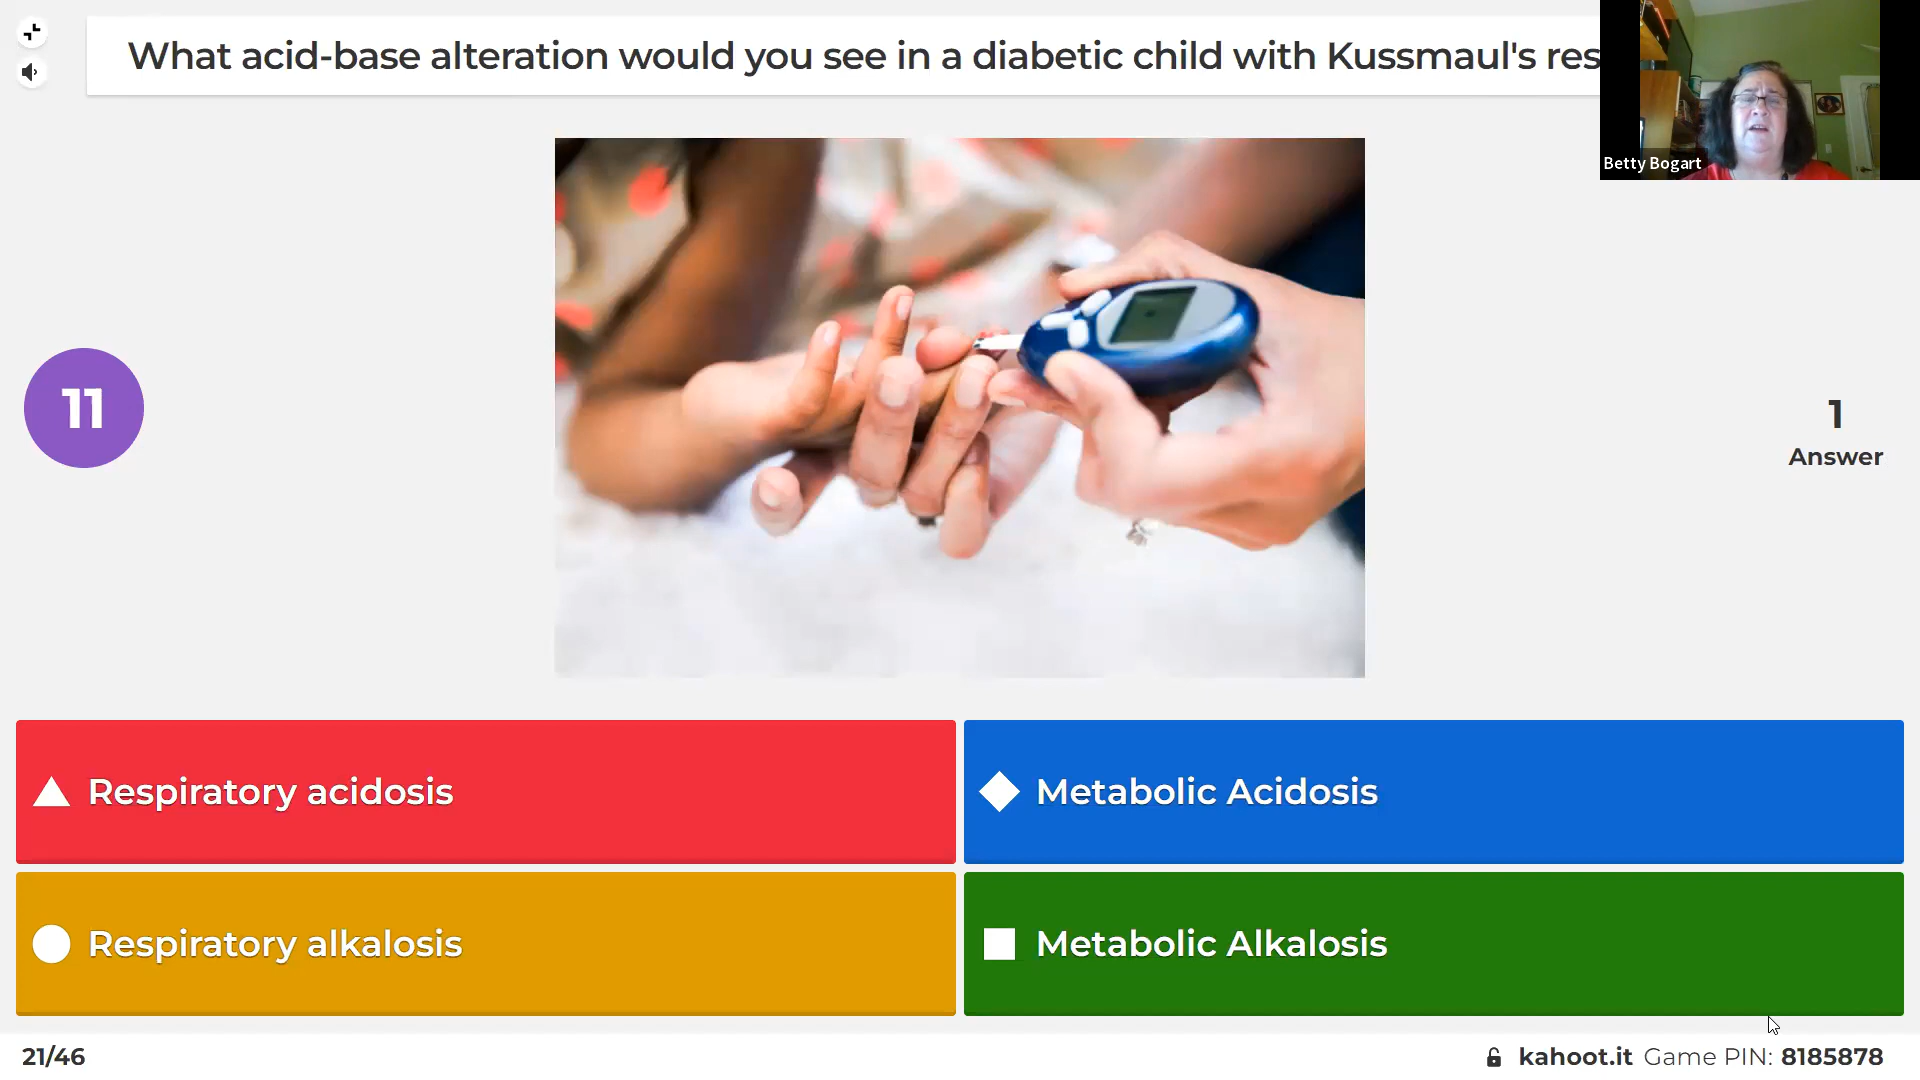 What acid-base alteration would you see in a diabetic child with Kussmaul's res
Betty Bogart
11
1
Answer
Respiratory acidosis
Metabolic Acidosis
Respiratory alkalosis
Metabolic Alkalosis
21/46
kahoot.it Game PIN: 8185878